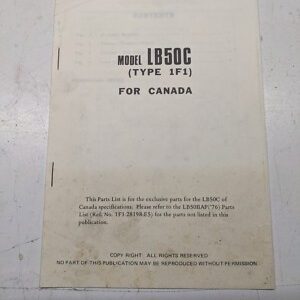 MODEL LB50C
(TYPE 1F1)
FOR CANADA
This Parts List is for the exclusive parts for the LB50C of
Canada specifications. Please refer to the LB50IIAP('76) Parts
List (Ref. No. 1F3-28198-E5) for the parts not listed in this
publication.
COPY RIGHT: ALL RIGHTS RESERVED
NO PART OF THIS PUBLICATION MAY BE REPRODUCED WITHOUT PERMISSION